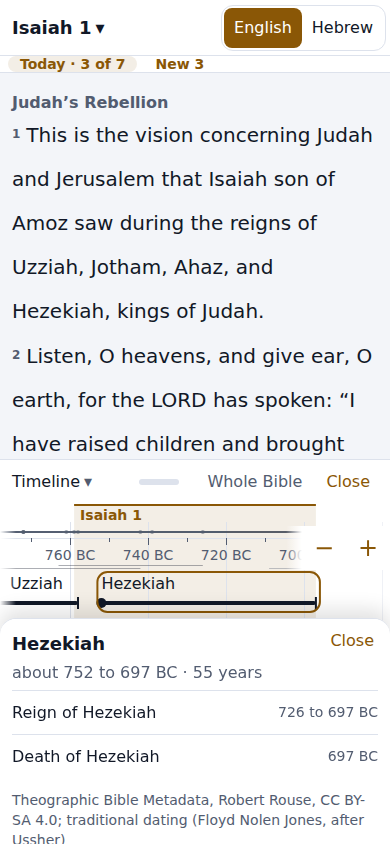 Isaiah 1 ▾ English Hebrew
Today · 3 of 7 New 3
Judah’s Rebellion
1 This is the vision concerning Judah
and Jerusalem that Isaiah son of
Amoz saw during the reigns of
Uzziah, Jotham, Ahaz, and
Hezekiah, kings of Judah.
2 Listen, O heavens, and give ear, O
earth, for the LORD has spoken: “I
have raised children and brought
Timeline ▾ Whole Bible Close
Isaiah 1
760 BC 740 BC 720 BC − +
Uzziah Hezekiah
Hezekiah Close
about 752 to 697 BC · 55 years
Reign of Hezekiah 726 to 697 BC
Death of Hezekiah 697 BC
Theographic Bible Metadata, Robert Rouse, CC BY-
SA 4.0; traditional dating (Floyd Nolen Jones, after
Ussher)